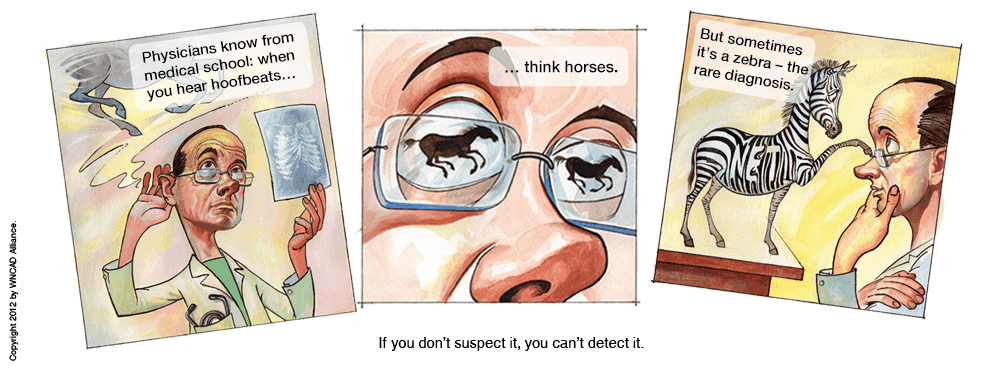 Physicians know from
medical school: when
you hear hoofbeats…
… think horses.
But sometimes
it's a zebra – the
rare diagnosis.
NETs
If you don't suspect it, you can't detect it.
Copyright 2012 by WNCAD Alliance.